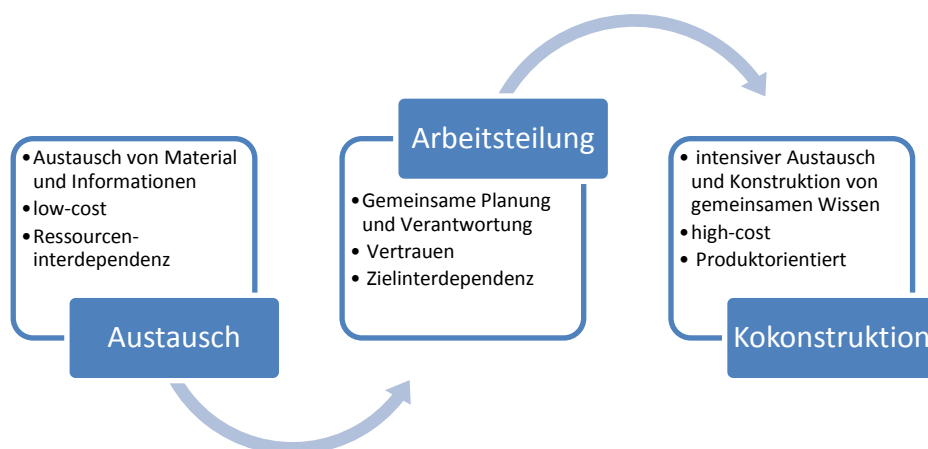 •Austausch von Material
und Informationen
•low-cost
•Ressourcen-
interdependenz
Austausch
Arbeitsteilung
•Gemeinsame Planung
und Verantwortung
• Vertrauen
• Zielinterdependenz
• intensiver Austausch
und Konstruktion von
gemeinsamen Wissen
•high-cost
• Produktorientiert
Kokonstruktion